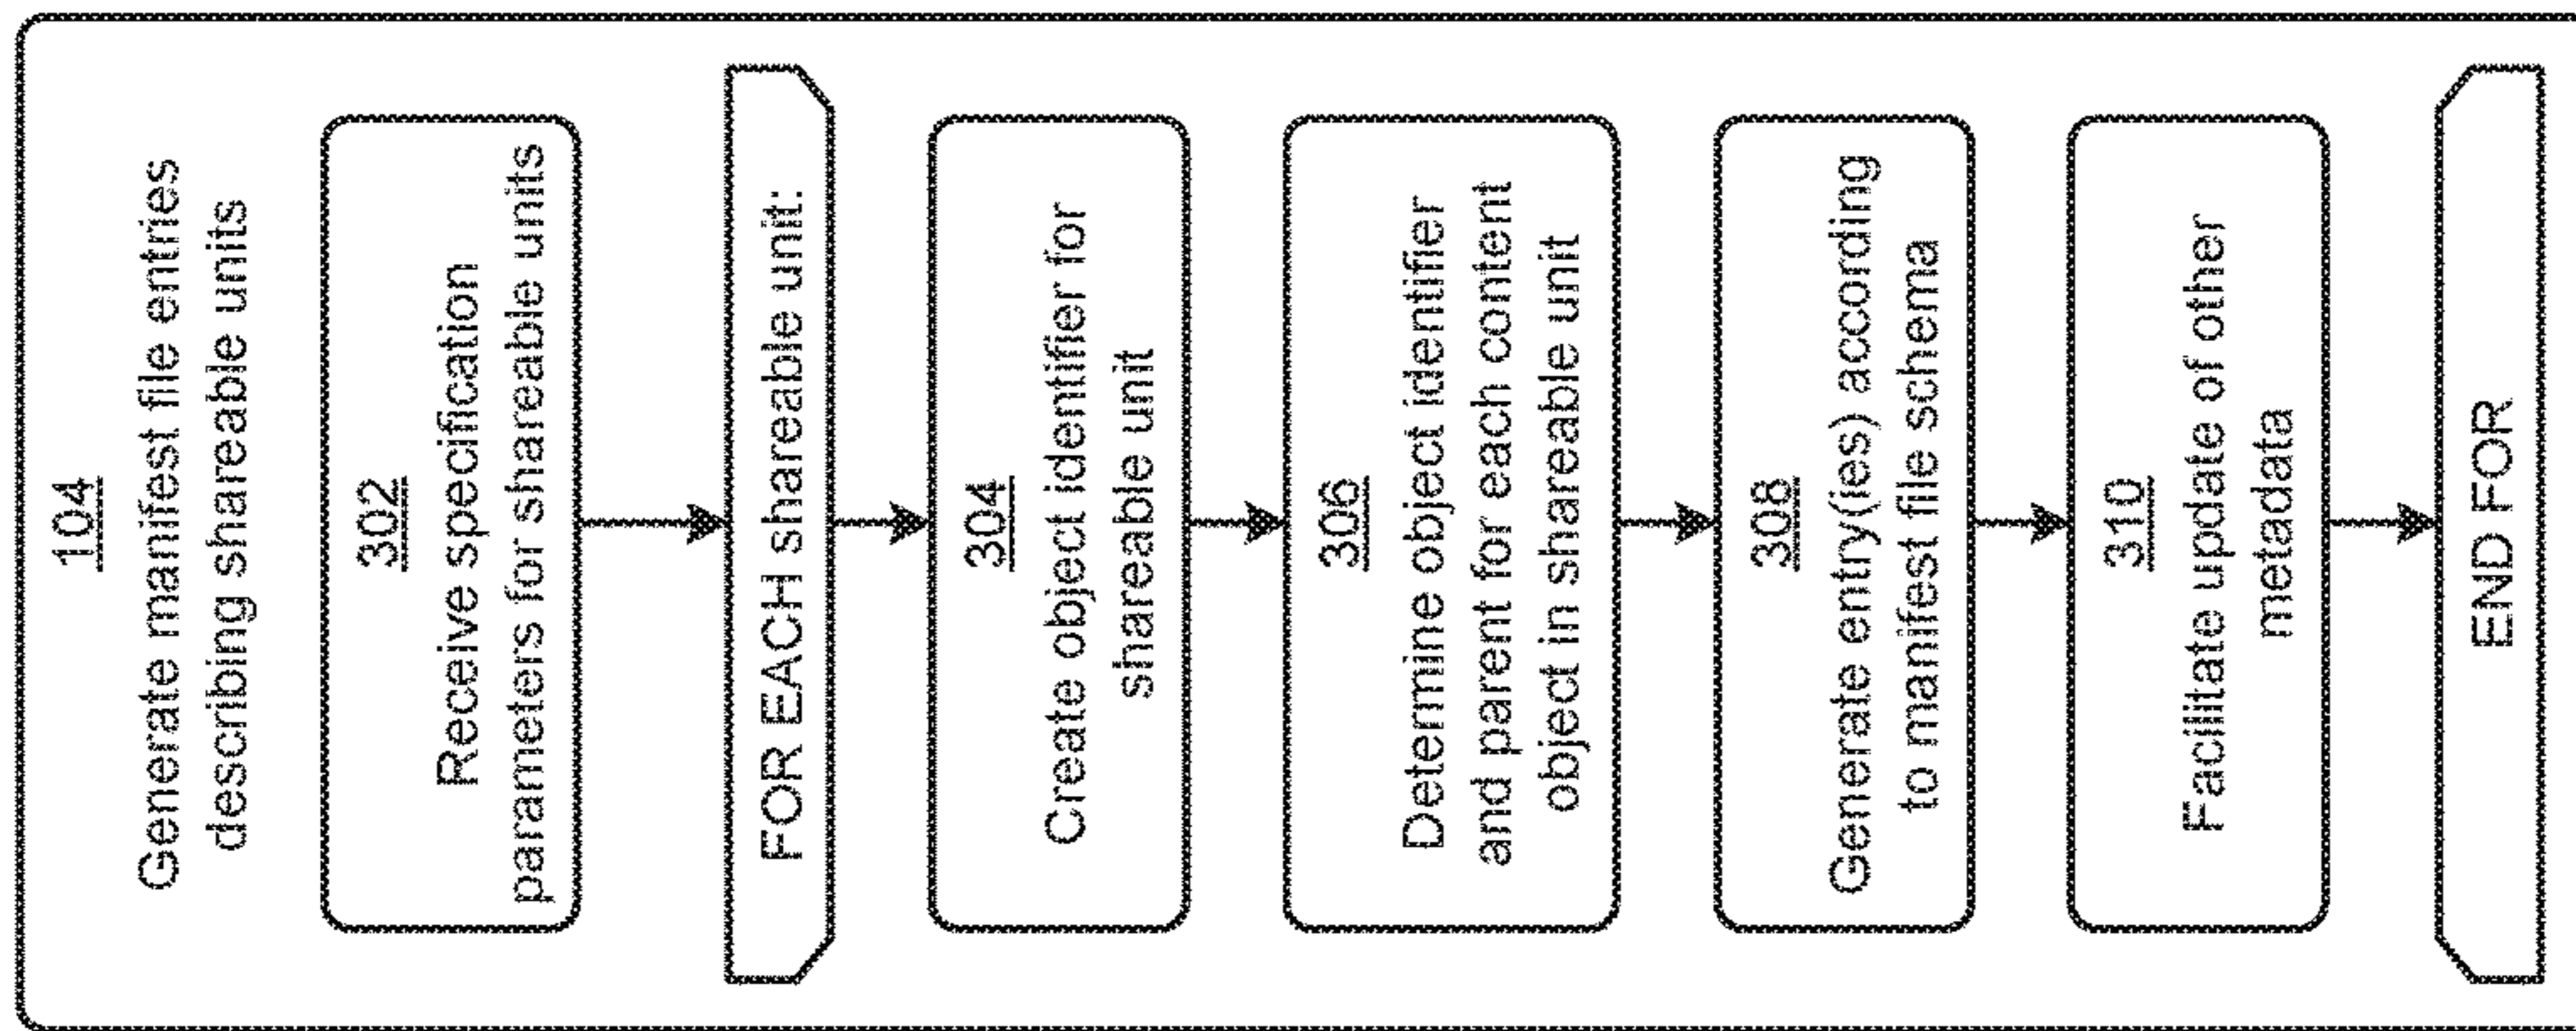 104
Generate manifest file entries
describing shareable units
302
Receive specification
parameters for shareable units
FOR EACH shareable unit:
304
Create object identifier for
shareable unit
306
Determine object identifier
and parent for each content
object in shareable unit
308
Generate entry(ies) according
to manifest file schema
310
Facilitate update of other
metadata
END FOR